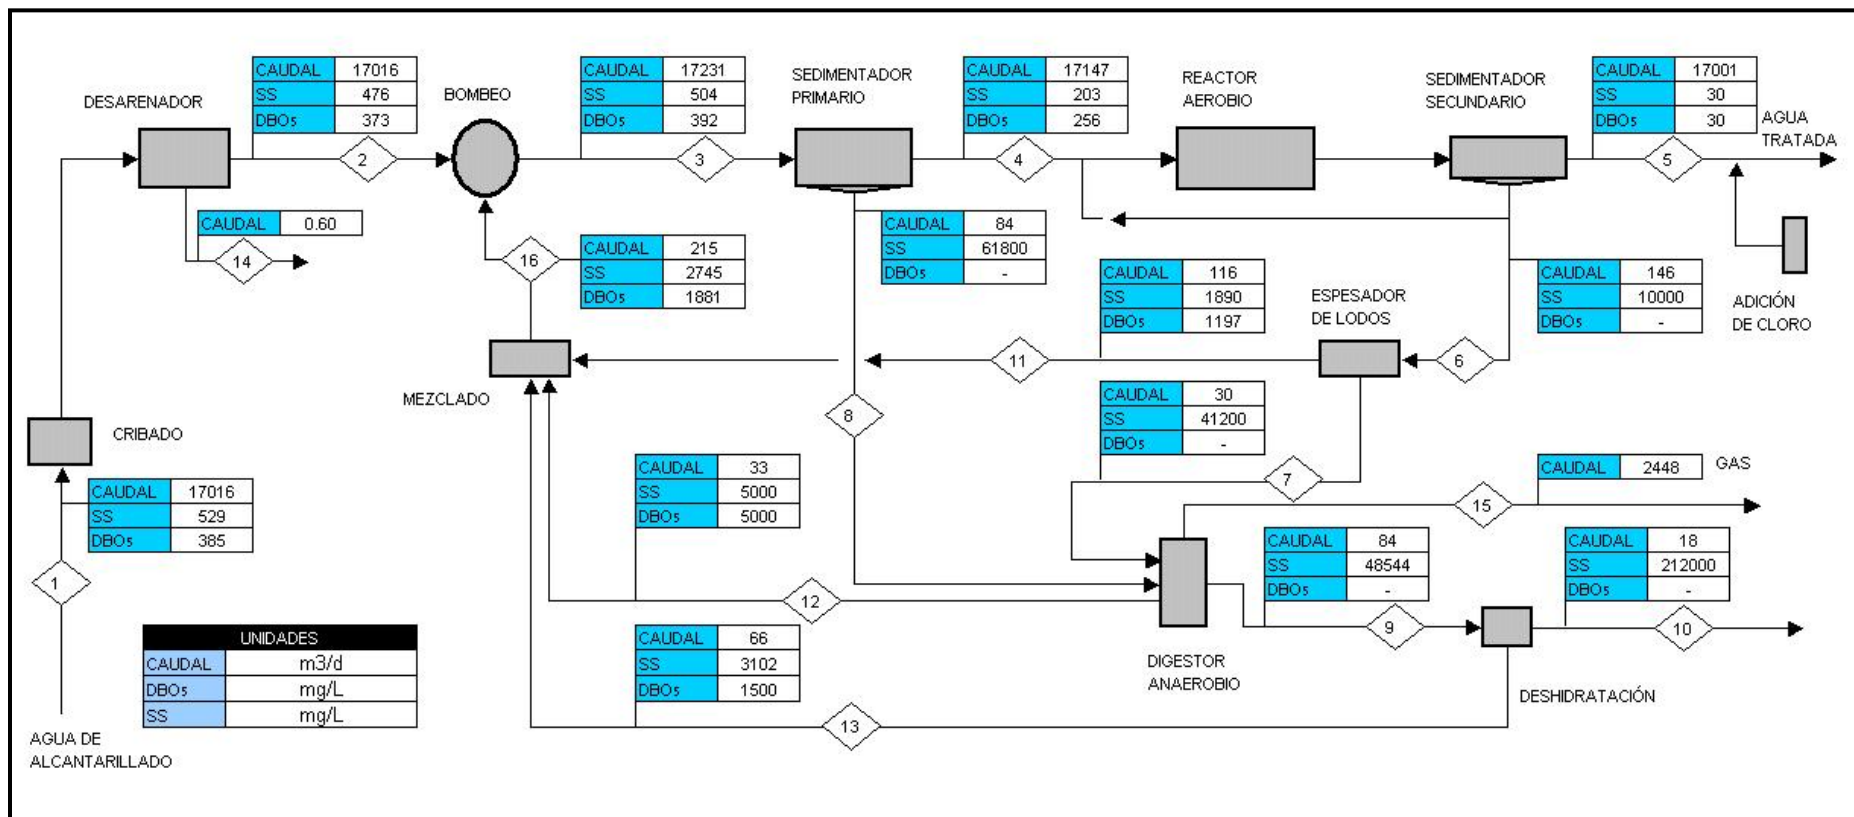 DESARENADOR
CAUDAL 17016
SS 476
DBO5 373
BOMBEO
CAUDAL 17231
SS 504
DBO5 392
SEDIMENTADOR
PRIMARIO
CAUDAL 17147
SS 203
DBO5 256
REACTOR
AEROBIO
SEDIMENTADOR
SECUNDARIO
CAUDAL 17001
SS 30
DBO5 30
AGUA
TRATADA
2
3
4
5
CAUDAL 0.60
14
16
CAUDAL 215
SS 2745
DBO5 1881
CAUDAL 84
SS 61800
DBO5 -
CAUDAL 116
SS 1890
DBO5 1197
ESPESADOR
DE LODOS
CAUDAL 146
SS 10000
DBO5 -
ADICIÓN
DE CLORO
MEZCLADO
11
6
8
CAUDAL 30
SS 41200
DBO5 -
7
CRIBADO
CAUDAL 17016
SS 529
DBO5 385
1
CAUDAL 33
SS 5000
DBO5 5000
12
CAUDAL 2448
GAS
15
CAUDAL 84
SS 48544
DBO5 -
9
CAUDAL 18
SS 212000
DBO5 -
10
UNIDADES
CAUDAL m3/d
DBO5 mg/L
SS mg/L
CAUDAL 66
SS 3102
DBO5 1500
13
DIGESTOR
ANAEROBIO
DESHIDRATACIÓN
AGUA DE
ALCANTARILLADO